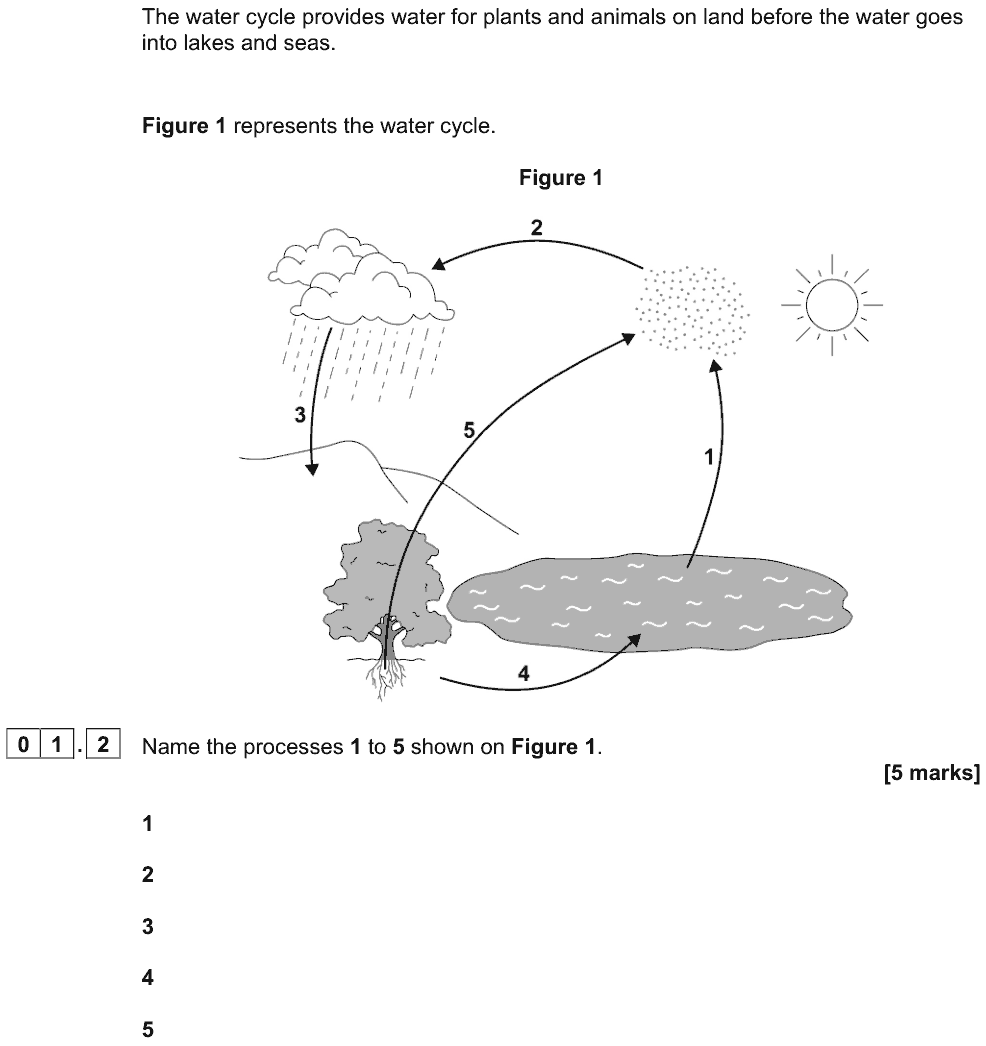 The water cycle provides water for plants and animals on land before the water goes
into lakes and seas.
Figure 1 represents the water cycle.
Figure 1
2
3
5
1
4
0 1 . 2 Name the processes 1 to 5 shown on Figure 1.
[5 marks]
1
2
3
4
5